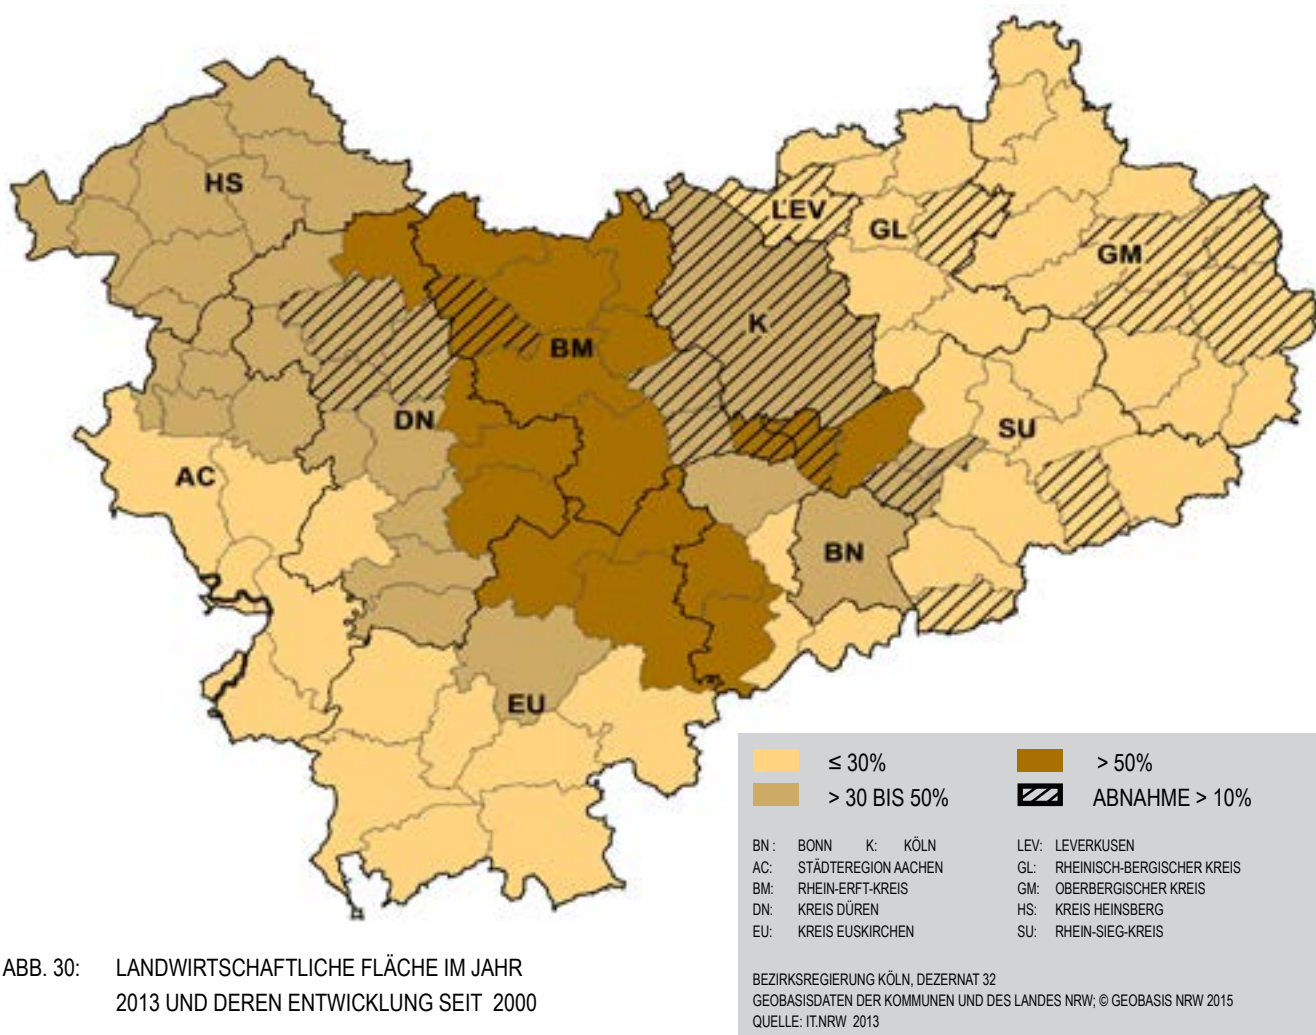 HS
LEV
GL
GM
K
BM
DN
SU
AC
BN
EU
≤ 30%
> 50%
> 30 BIS 50%
ABNAHME > 10%
BN : BONN K: KÖLN
LEV: LEVERKUSEN
AC: STÄDTEREGION AACHEN
GL: RHEINISCH-BERGISCHER KREIS
BM: RHEIN-ERFT-KREIS
GM: OBERBERGISCHER KREIS
DN: KREIS DÜREN
HS: KREIS HEINSBERG
EU: KREIS EUSKIRCHEN
SU: RHEIN-SIEG-KREIS
BEZIRKSREGIERUNG KÖLN, DEZERNAT 32
GEOBASISDATEN DER KOMMUNEN UND DES LANDES NRW; © GEOBASIS NRW 2015
QUELLE: IT.NRW 2013
ABB. 30: LANDWIRTSCHAFTLICHE FLÄCHE IM JAHR
2013 UND DEREN ENTWICKLUNG SEIT 2000